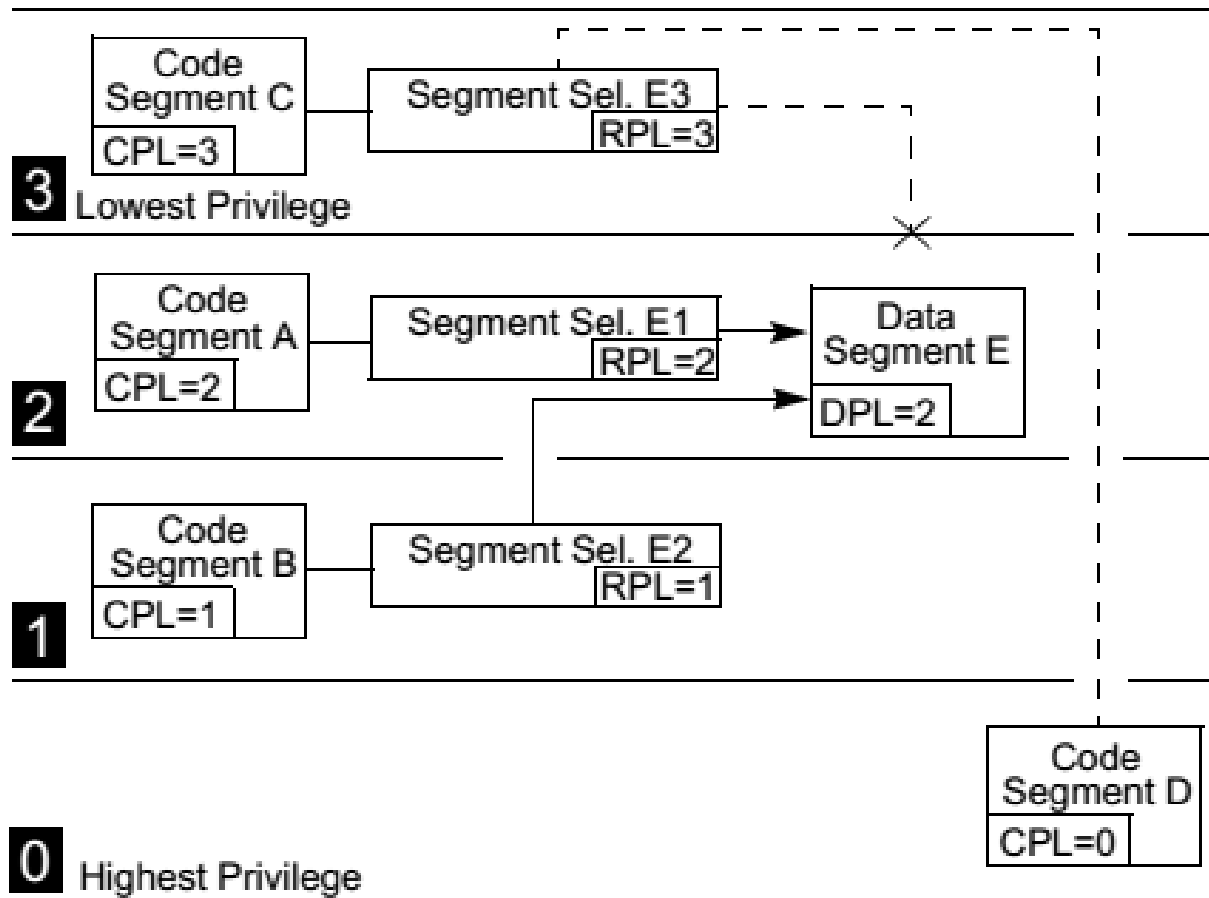 Code
Segment C
CPL=3
Segment Sel. E3
RPL=3
3
Lowest Privilege
Code
Segment A
CPL=2
Segment Sel. E1
RPL=2
Data
Segment E
DPL=2
2
Code
Segment B
CPL=1
Segment Sel. E2
RPL=1
1
Code
Segment D
CPL=0
0
Highest Privilege